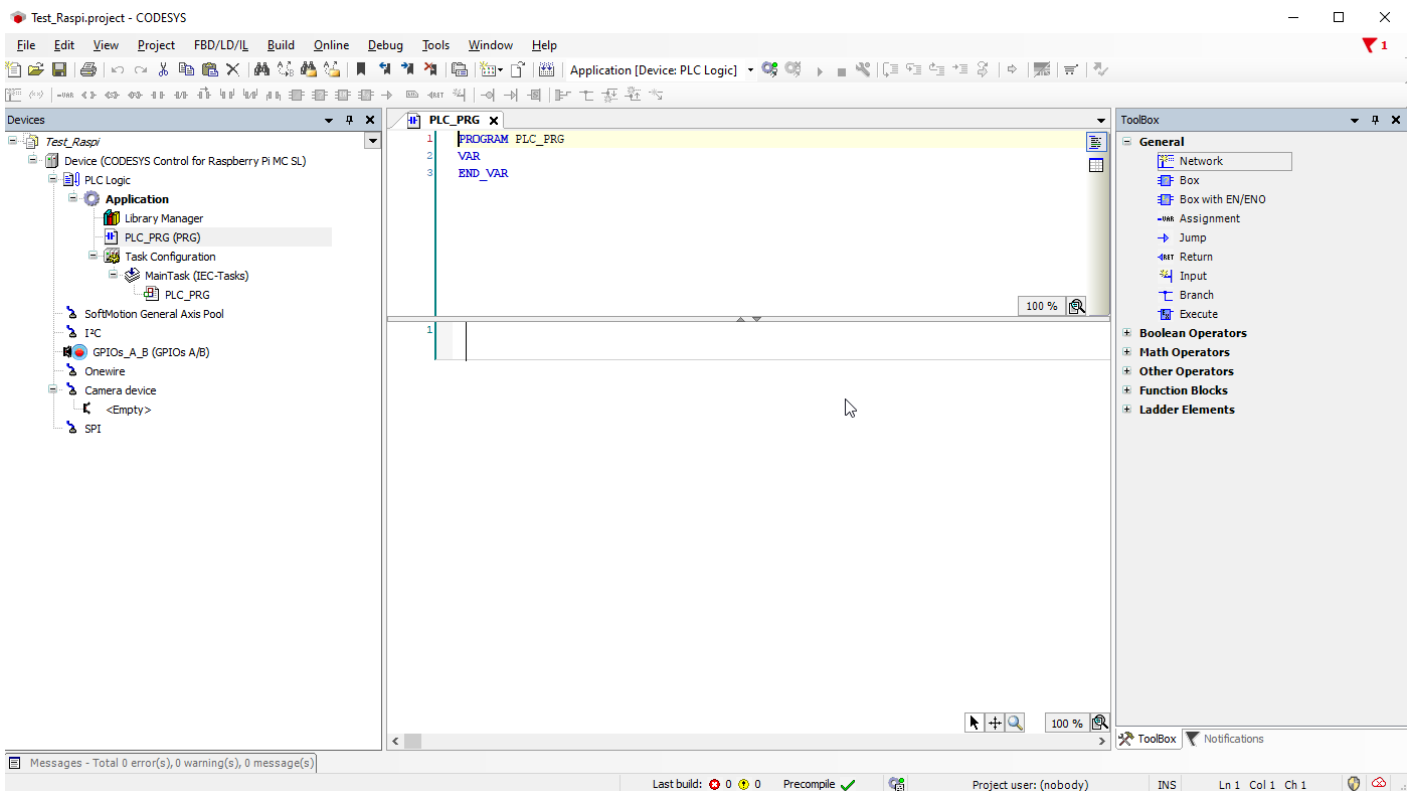 Test_Raspi.project - CODESYS
File Edit View Project FBD/LD/IL Build Online Debug Tools Window Help
1
Application [Device: PLC Logic]
Devices
Test_Raspi
Device (CODESYS Control for Raspberry Pi MC SL)
PLC Logic
Application
Library Manager
PLC_PRG (PRG)
Task Configuration
MainTask (IEC-Tasks)
PLC_PRG
SoftMotion General Axis Pool
I²C
GPIOs_A_B (GPIOs A/B)
Onewire
Camera device
<Empty>
SPI
PLC_PRG
1 PROGRAM PLC_PRG
2 VAR
3 END_VAR
100 %
1
100 %
ToolBox
General
Network
Box
Box with EN/ENO
Assignment
Jump
Return
Input
Branch
Execute
Boolean Operators
Math Operators
Other Operators
Function Blocks
Ladder Elements
ToolBox Notifications
Messages - Total 0 error(s), 0 warning(s), 0 message(s)
Last build: 0 0 Precompile Project user: (nobody) INS Ln 1 Col 1 Ch 1